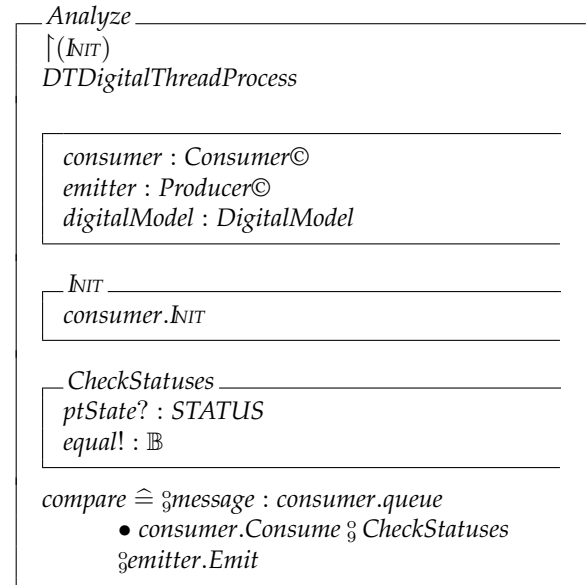 Analyze
↾(INIT)
DTDigitalThreadProcess
consumer : Consumer©
emitter : Producer©
digitalModel : DigitalModel
INIT
consumer.INIT
CheckStatuses
ptState? : STATUS
equal! : 𝔹
compare ≙ ⨟message : consumer.queue
• consumer.Consume ⨟ CheckStatuses
⨟emitter.Emit